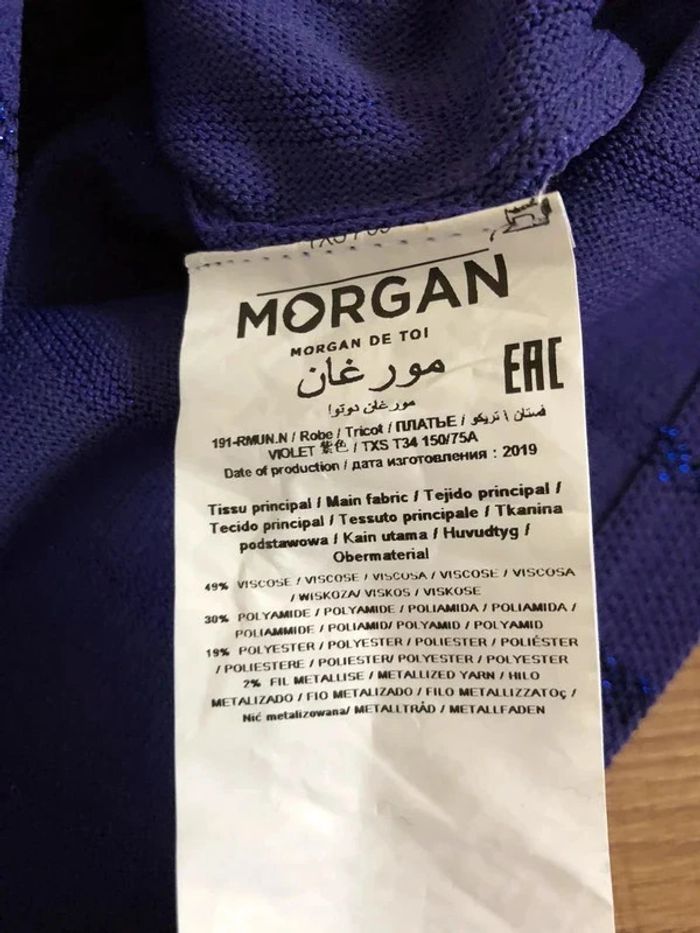 MORGAN
MORGAN DE TOI
مورغان
EAC
مورغان دوتوا
191-RMUN.N / Robe / Tricot / ПЛАТЬЕ / فستان \ تريكو
VIOLET 紫色 / TXS T34 150/75A
Date of production / дата изготовления : 2019
Tissu principal / Main fabric / Tejido principal /
Tecido principal / Tessuto principale / Tkanina
podstawowa / Kain utama / Huvudtyg /
Obermaterial
49% VISCOSE / VISCOSE / VISCOSA / VISCOSE / VISCOSA
/ WISKOZA/ VISKOS / VISKOSE
30% POLYAMIDE / POLYAMIDE / POLIAMIDA / POLIAMIDA /
POLIAMMIDE / POLIAMID/ POLYAMID / POLYAMID
19% POLYESTER / POLYESTER / POLIESTER / POLIÉSTER
/ POLIESTERE / POLIESTER/ POLYESTER / POLYESTER
2% FIL METALLISE / METALLIZED YARN / HILO
METALIZADO / FIO METALIZADO / FILO METALLIZZATOç /
Nić metalizowana/ METALLTRÅD / METALLFADEN